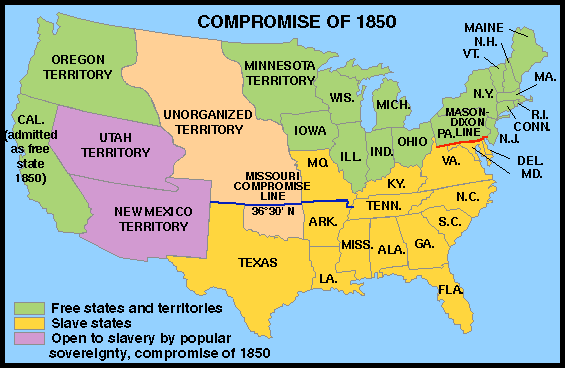 COMPROMISE OF 1850
OREGON
TERRITORY
MINNESOTA
TERRITORY
MAINE
N.H.
VT.
WIS.
MICH.
N.Y.
MA.
R.I.
CONN.
CAL.
(admitted
as free
state
1850)
UNORGANIZED
TERRITORY
MASON-
DIXON
LINE
PA.
N.J.
UTAH
TERRITORY
IOWA
ILL.
IND.
OHIO
DEL.
MD.
MO.
VA.
KY.
MISSOURI
COMPROMISE
LINE
36°30' N
NEW MEXICO
TERRITORY
TENN.
N.C.
ARK.
S.C.
MISS.
ALA.
GA.
TEXAS
LA.
FLA.
Free states and territories
Slave states
Open to slavery by popular
sovereignty, compromise of 1850